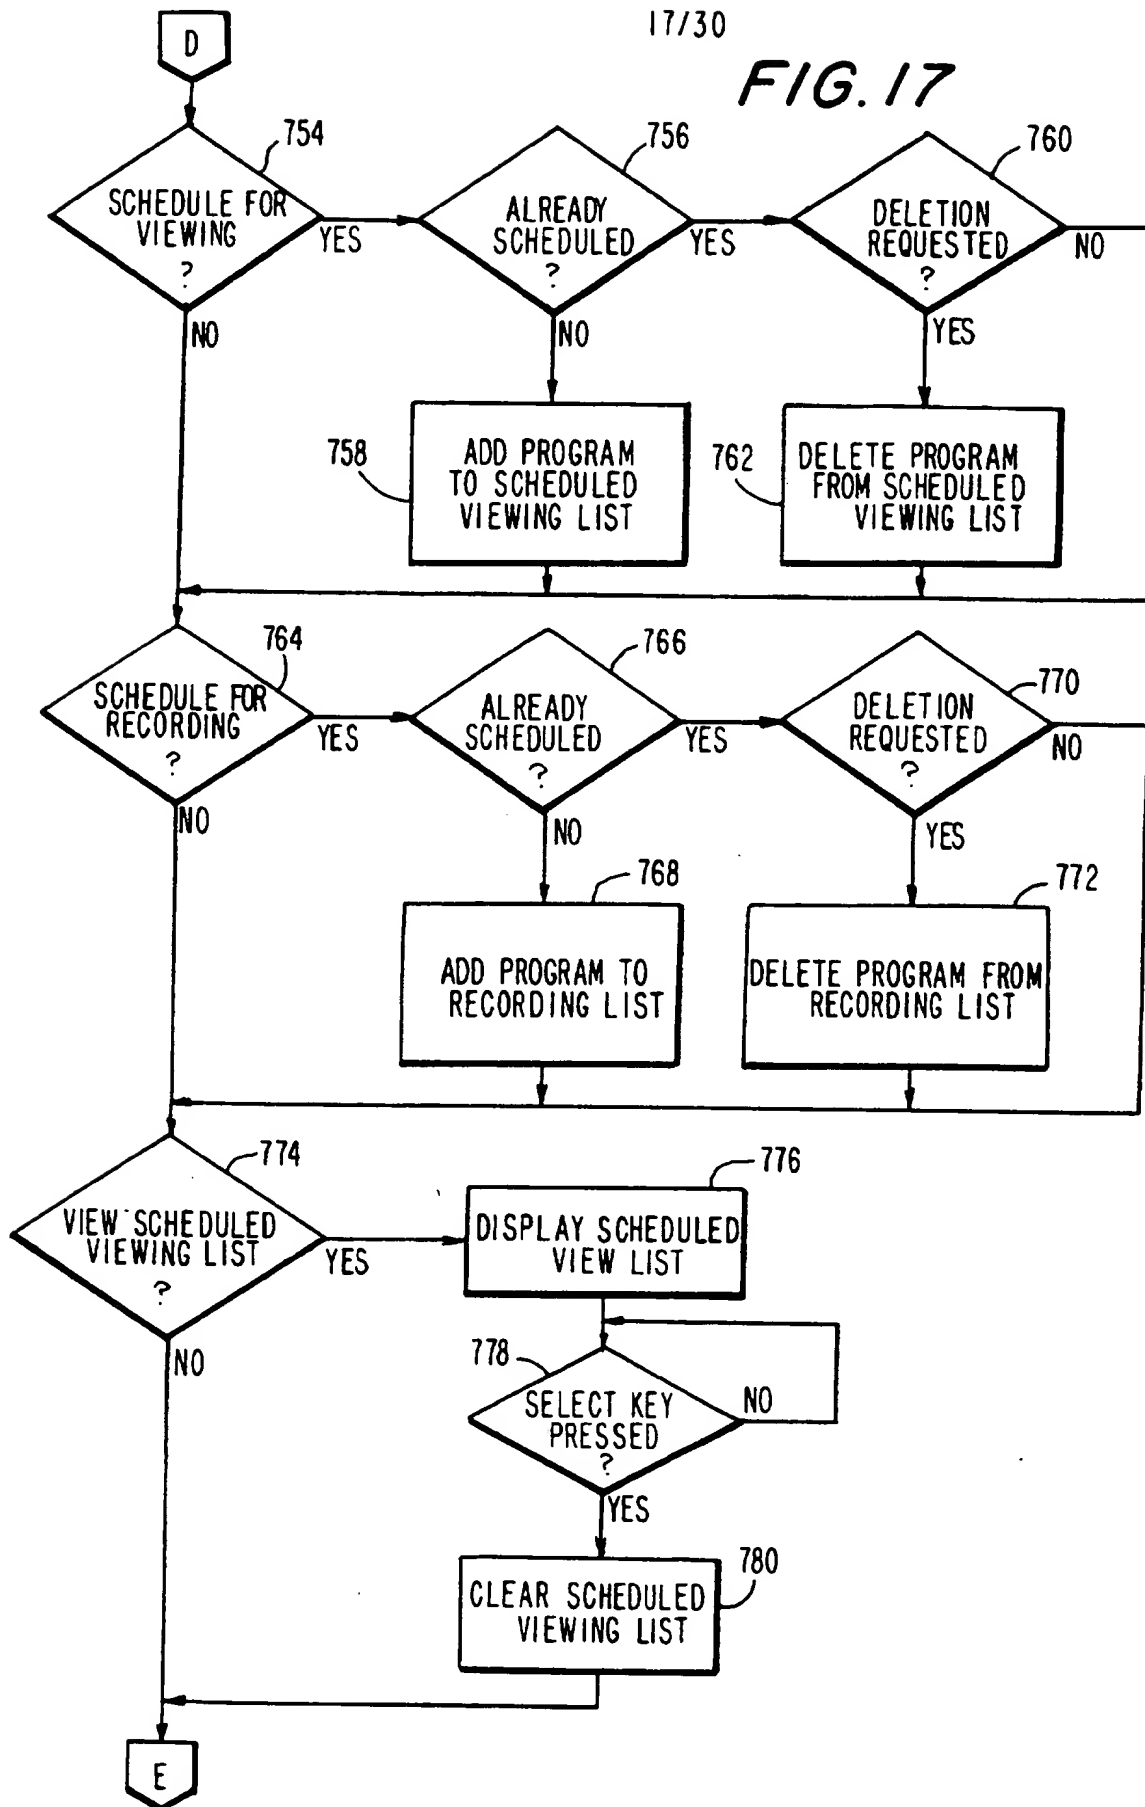 17/30
FIG. 17
D
754
SCHEDULE FOR
VIEWING
?
YES
NO
756
ALREADY
SCHEDULED
?
YES
NO
760
DELETION
REQUESTED
?
NO
YES
758
ADD PROGRAM
TO SCHEDULED
VIEWING LIST
762
DELETE PROGRAM
FROM SCHEDULED
VIEWING LIST
764
SCHEDULE FOR
RECORDING
?
YES
NO
766
ALREADY
SCHEDULED
?
YES
NO
770
DELETION
REQUESTED
?
NO
YES
768
ADD PROGRAM TO
RECORDING LIST
772
DELETE PROGRAM FROM
RECORDING LIST
774
VIEW SCHEDULED
VIEWING LIST
?
YES
NO
776
DISPLAY SCHEDULED
VIEW LIST
778
SELECT KEY
PRESSED
?
NO
YES
780
CLEAR SCHEDULED
VIEWING LIST
E